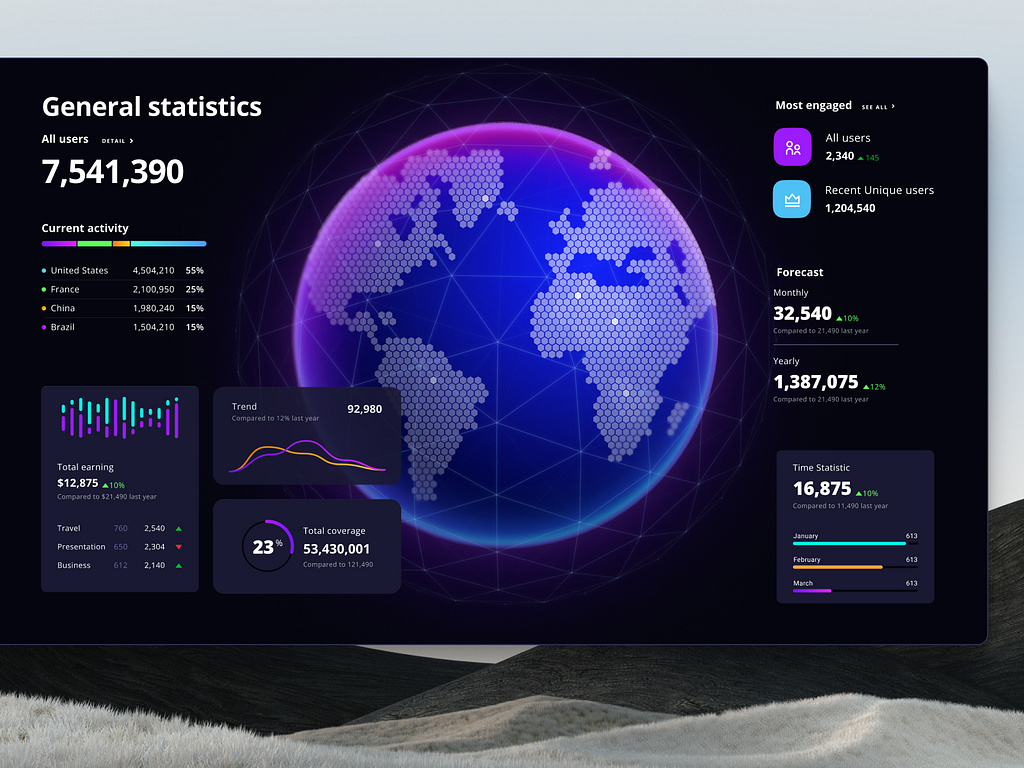 General statistics
All users DETAIL >
7,541,390
Current activity
United States 4,504,210 55%
France 2,100,950 25%
China 1,980,240 15%
Brazil 1,504,210 15%
Total earning
$12,875 10%
Compared to $21,490 last year
Travel 760 2,540
Presentation 650 2,304
Business 612 2,140
Trend 92,980
Compared to 12% last year
23%
Total coverage
53,430,001
Compared to 121,490
Most engaged SEE ALL >
All users
2,340 145
Recent Unique users
1,204,540
Forecast
Monthly
32,540 10%
Compared to 21,490 last year
Yearly
1,387,075 12%
Compared to 21,490 last year
Time Statistic
16,875 10%
Compared to 11,490 last year
January 613
February 613
March 613